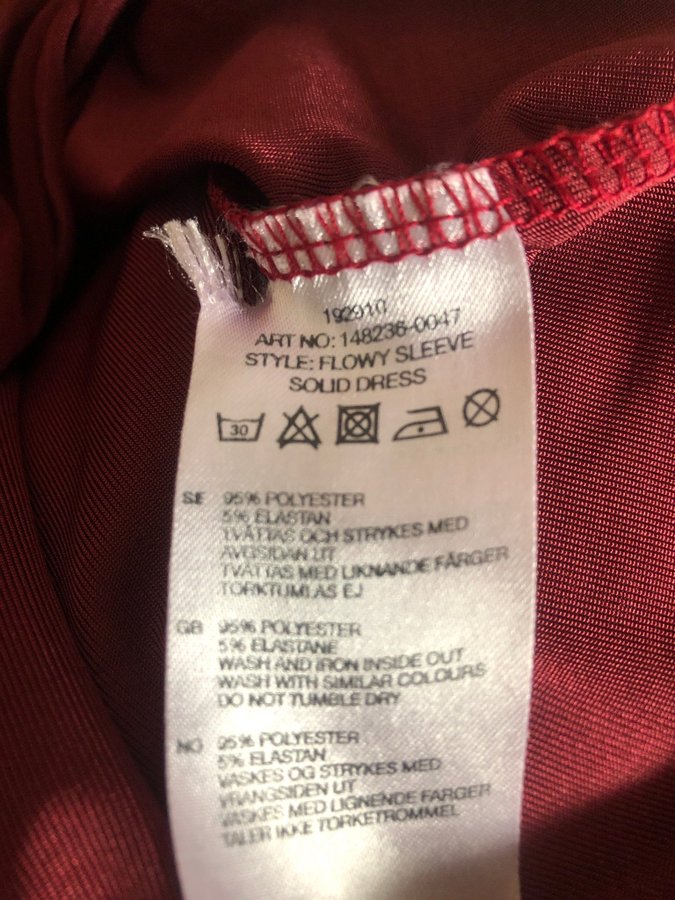 192910
ART NO: 148236-0047
STYLE: FLOWY SLEEVE
SOLID DRESS
30
SE 95% POLYESTER
5% ELASTAN
TVÄTTAS OCH STRYKES MED
AVIGSIDAN UT
TVÄTTAS MED LIKNANDE FÄRGER
TORKTUMLAS EJ
GB 95% POLYESTER
5% ELASTANE
WASH AND IRON INSIDE OUT
WASH WITH SIMILAR COLOURS
DO NOT TUMBLE DRY
NO 95% POLYESTER
5% ELASTAN
VASKES OG STRYKES MED
VRANGSIDEN UT
VASKES MED LIGNENDE FARGER
TÅLER IKKE TØRKETROMMEL